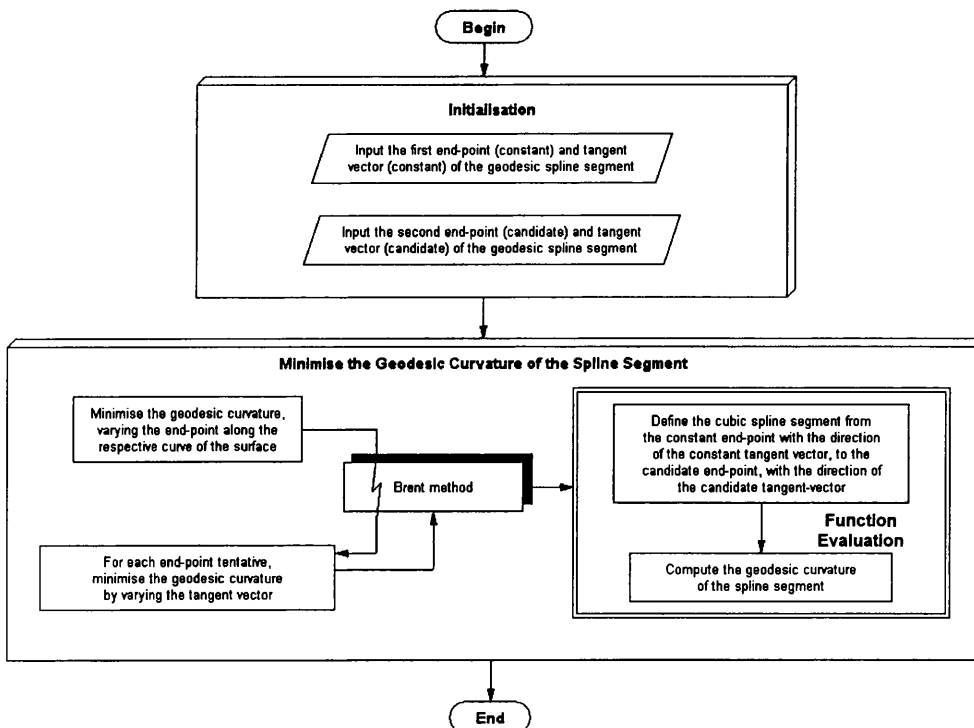 Begin
Initialisation
Input the first end-point (constant) and tangent
vector (constant) of the geodesic spline segment
Input the second end-point (candidate) and tangent
vector (candidate) of the geodesic spline segment
Minimise the Geodesic Curvature of the Spline Segment
Minimise the geodesic curvature,
varying the end-point along the
respective curve of the surface
Brent method
For each end-point tentative,
minimise the geodesic curvature
by varying the tangent vector
Define the cubic spline segment from
the constant end-point with the direction
of the constant tangent vector, to the
candidate end-point, with the direction of
the candidate tangent-vector
Function
Evaluation
Compute the geodesic curvature
of the spline segment
End